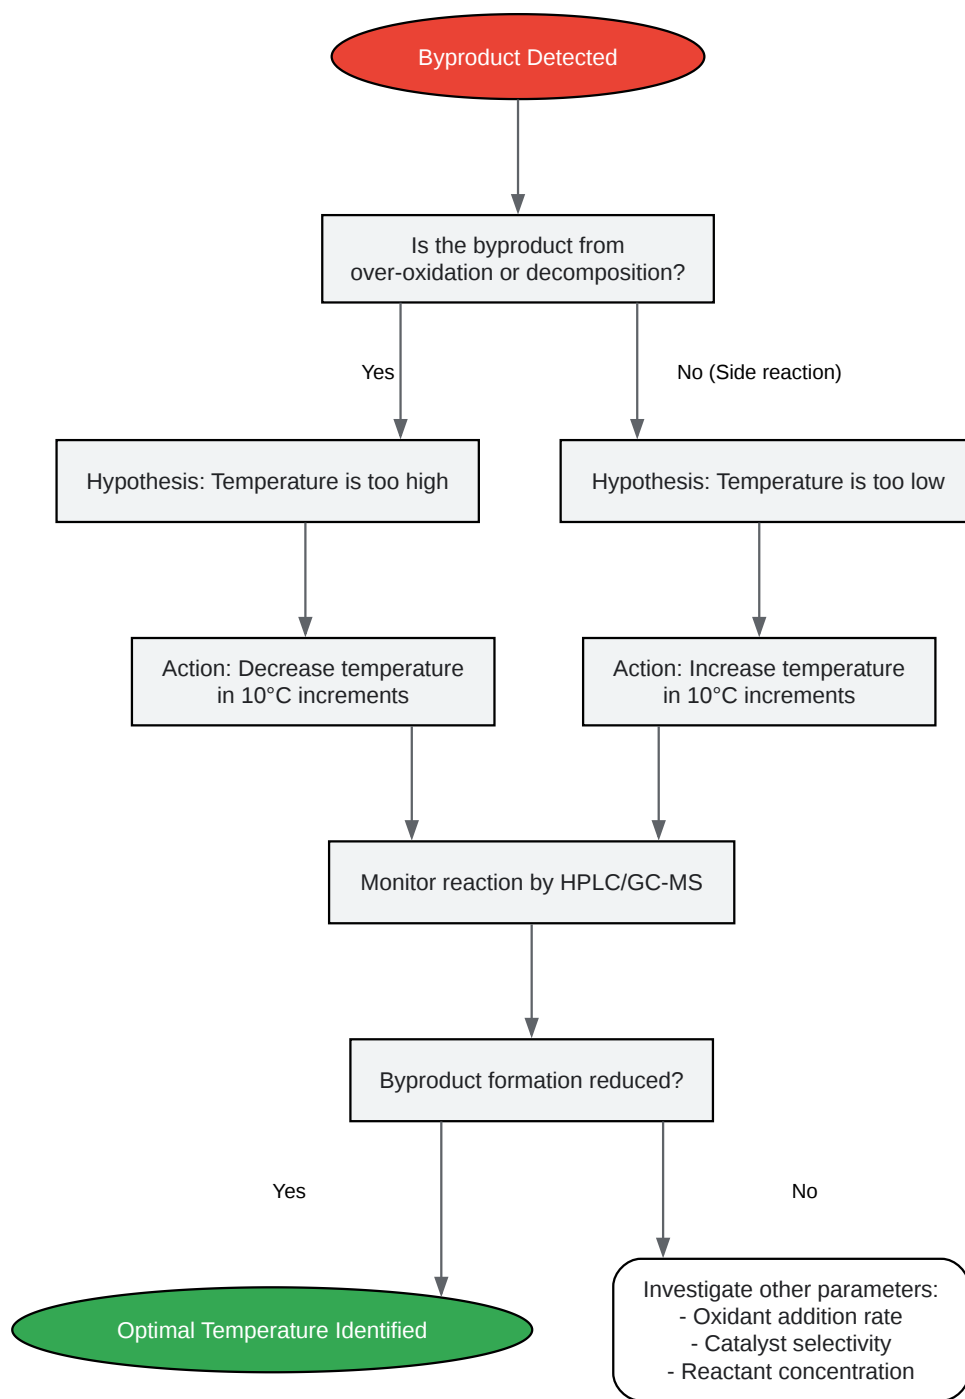 Byproduct Detected
Is the byproduct from
over-oxidation or decomposition?
Yes
No (Side reaction)
Hypothesis: Temperature is too high
Hypothesis: Temperature is too low
Action: Decrease temperature
in 10°C increments
Action: Increase temperature
in 10°C increments
Monitor reaction by HPLC/GC-MS
Byproduct formation reduced?
Yes
No
Optimal Temperature Identified
Investigate other parameters:
- Oxidant addition rate
- Catalyst selectivity
- Reactant concentration